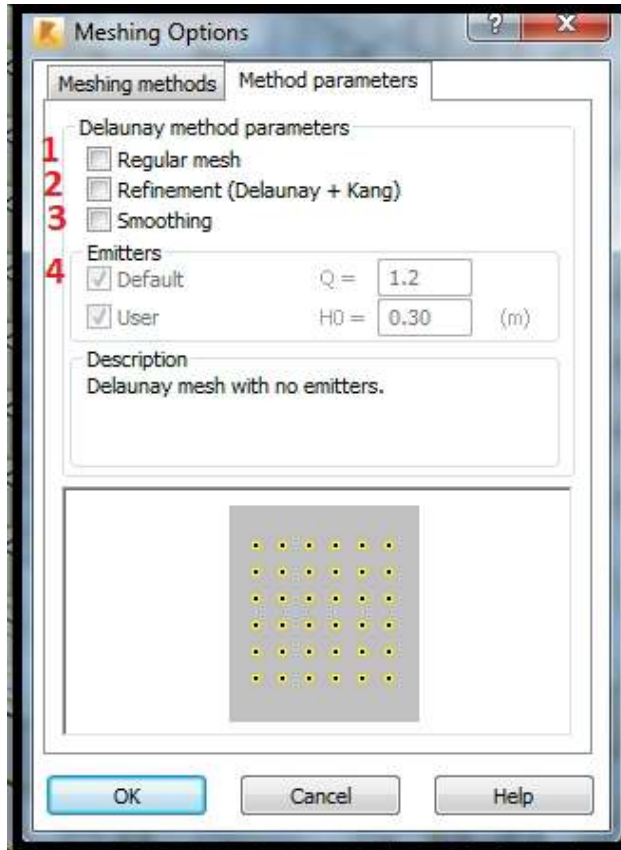 Meshing Options
?
X
Meshing methods
Method parameters
Delaunay method parameters
1 Regular mesh
2 Refinement (Delaunay + Kang)
3 Smoothing
Emitters
4 Default Q = 1.2
User H0 = 0.30 (m)
Description
Delaunay mesh with no emitters.
OK Cancel Help